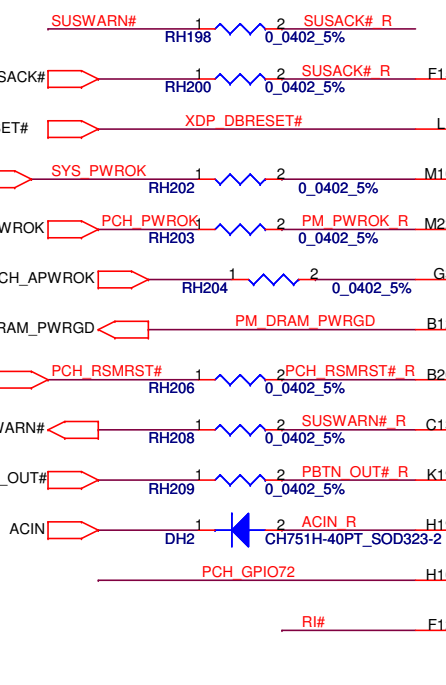 SUSWARN# 1 2 SUSACK#_R
RH198 0_0402_5%
SACK# 1 2 SUSACK#_R F1
RH200 0_0402_5%
ET# XDP_DBRESET# L
SYS_PWROK 1 2 M1
RH202 0_0402_5%
WROK PCH_PWROK 1 2 PM_PWROK_R M2
RH203 0_0402_5%
CH_APWROK 1 2 G
RH204 0_0402_5%
RAM_PWRGD PM_DRAM_PWRGD B1
PCH_RSMRST# 1 2 PCH_RSMRST#_R B2
RH206 0_0402_5%
WARN# 1 2 SUSWARN#_R C1
RH208 0_0402_5%
_OUT# 1 2 PBTN_OUT#_R K1
RH209 0_0402_5%
ACIN 1 2 ACIN_R H1
DH2 CH751H-40PT_SOD323-2
PCH_GPIO72 H1
RI# F1